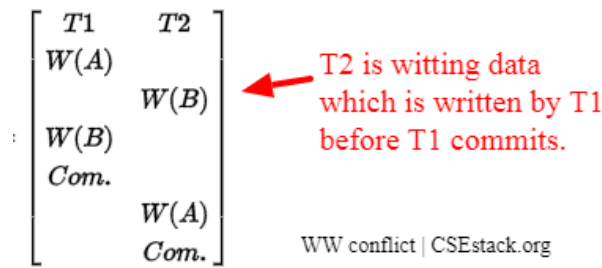 T1 T2
W(A)
W(B)
W(B)
Com.
W(A)
Com.
T2 is witting data
which is written by T1
before T1 commits.
WW conflict | CSEstack.org